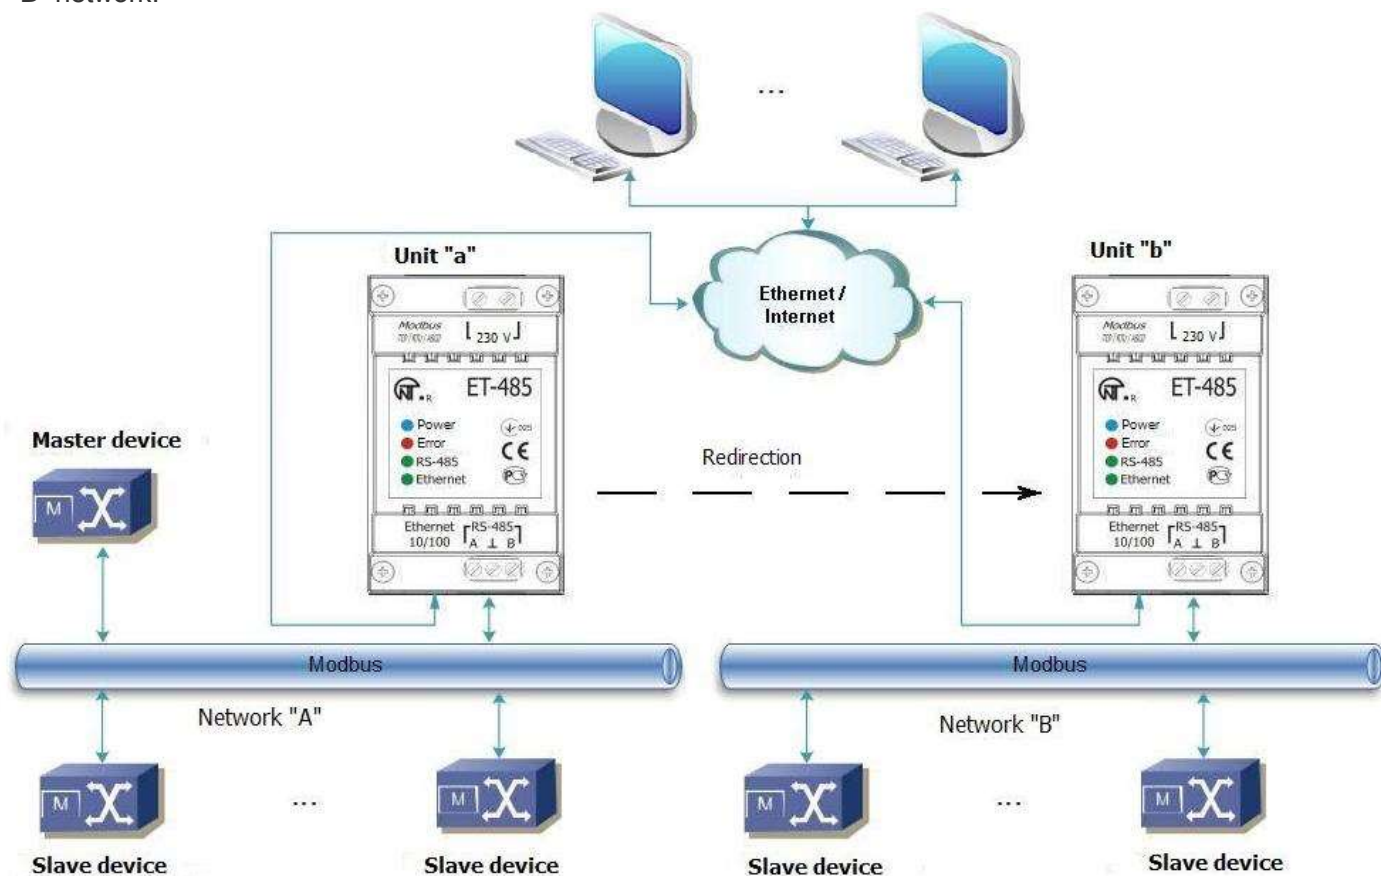 "B" network.
...
Unit "a"
Unit "b"
Ethernet /
Internet
Modbus
230 V
Modbus
230 V
ET-485
ET-485
Power
Error
RS-485
Ethernet
CE
Power
Error
RS-485
Ethernet
CE
Master device
M
Redirection
Ethernet
10/100
RS-485
A ⊥ B
Ethernet
10/100
RS-485
A ⊥ B
Modbus
Modbus
Network "A"
Network "B"
M
...
M
M
...
M
Slave device
Slave device
Slave device
Slave device